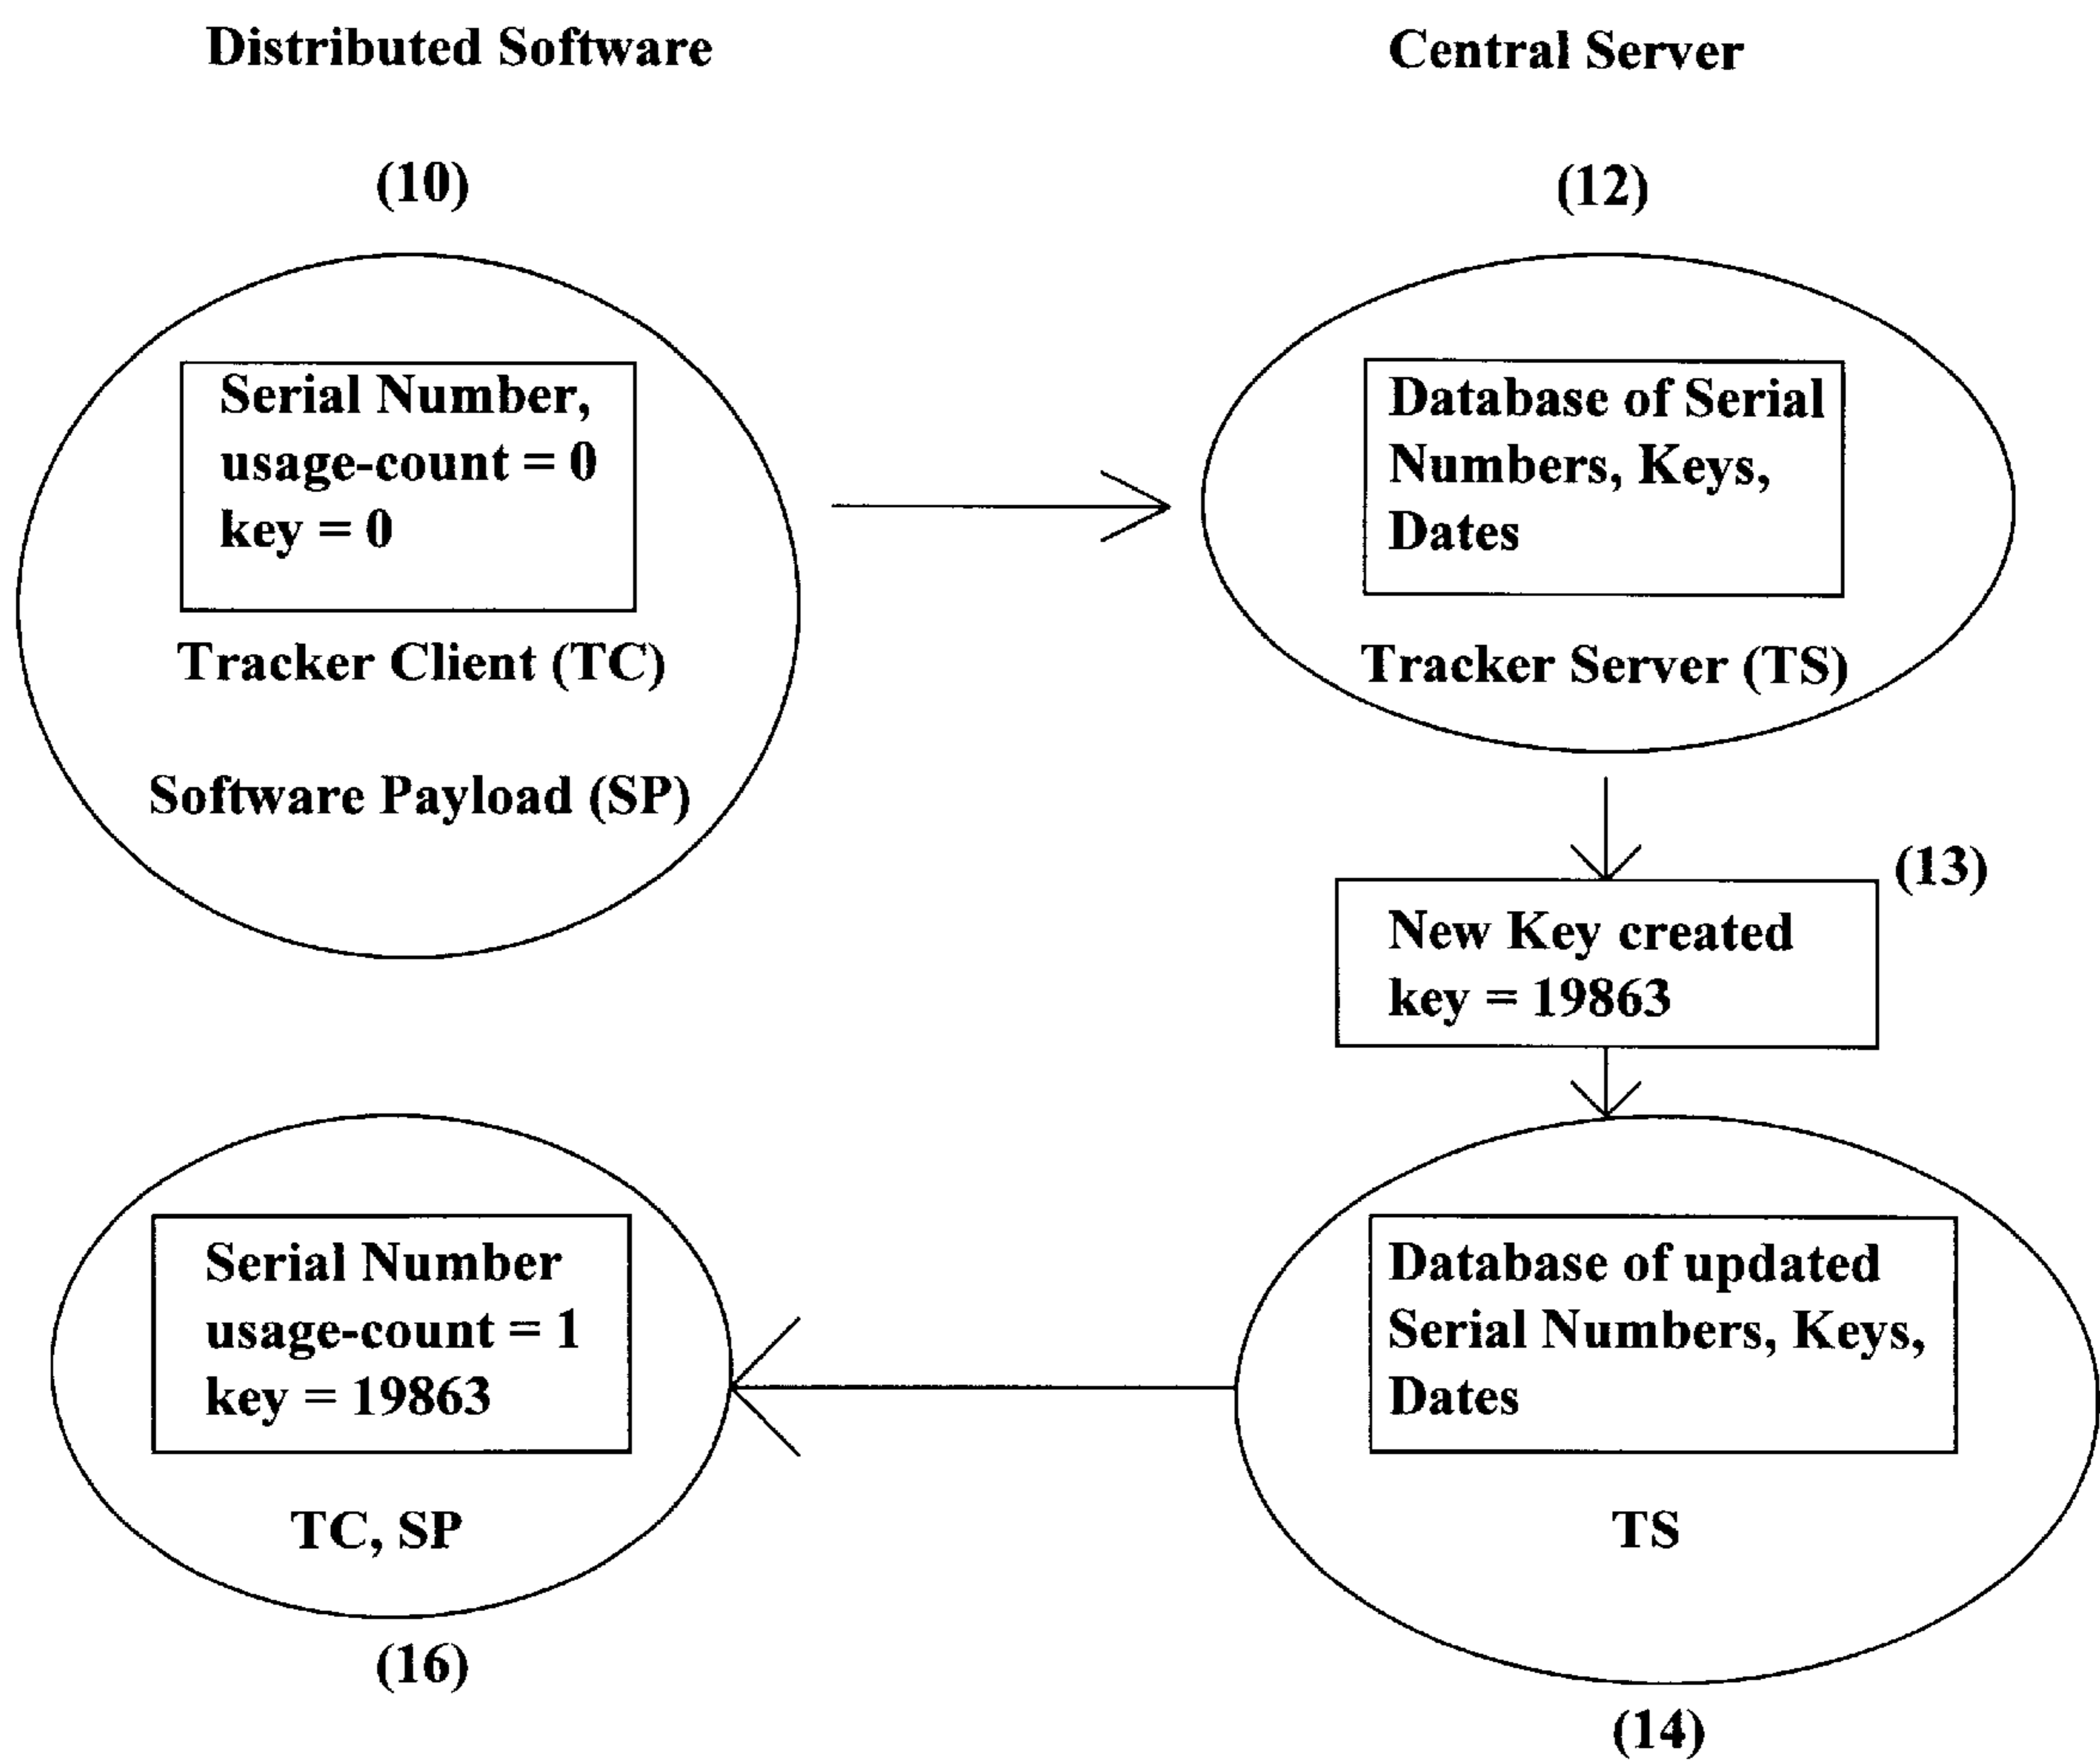 Distributed Software
Central Server
(10)
(12)
Serial Number,
usage-count = 0
key = 0
Tracker Client (TC)
Software Payload (SP)
Database of Serial
Numbers, Keys,
Dates
Tracker Server (TS)
(13)
New Key created
key = 19863
Serial Number
usage-count = 1
key = 19863
TC, SP
(16)
Database of updated
Serial Numbers, Keys,
Dates
TS
(14)